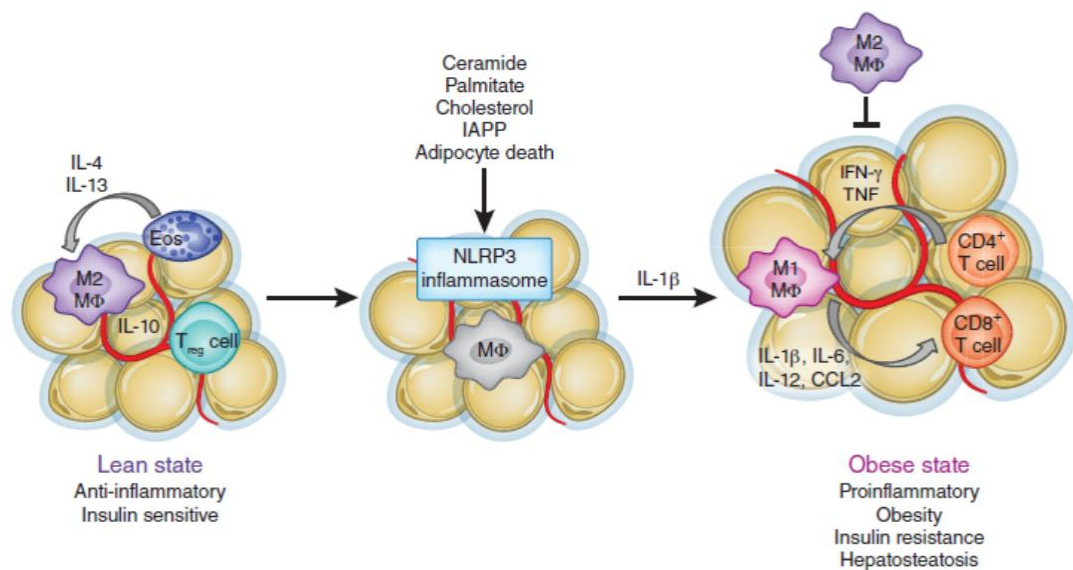 IL-4
IL-13
Eos
M2
MΦ
IL-10
Treg cell
Lean state
Anti-inflammatory
Insulin sensitive
Ceramide
Palmitate
Cholesterol
IAPP
Adipocyte death
NLRP3
inflammasome
MΦ
IL-1β
M2
MΦ
IFN-γ
TNF
CD4+
T cell
M1
MΦ
CD8+
T cell
IL-1β, IL-6,
IL-12, CCL2
Obese state
Proinflammatory
Obesity
Insulin resistance
Hepatosteatosis